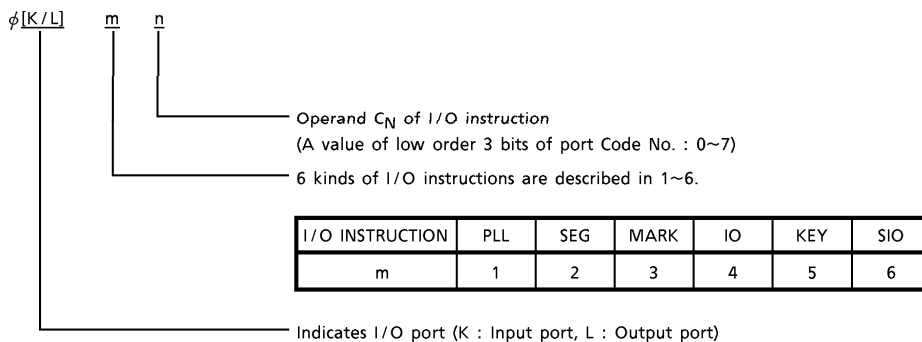 ϕ[K/L] m n
Operand CN of I/O instruction
(A value of low order 3 bits of port Code No. : 0~7)
6 kinds of I/O instructions are described in 1~6.
I/O INSTRUCTION PLL SEG MARK IO KEY SIO
m 1 2 3 4 5 6
Indicates I/O port (K : Input port, L : Output port)